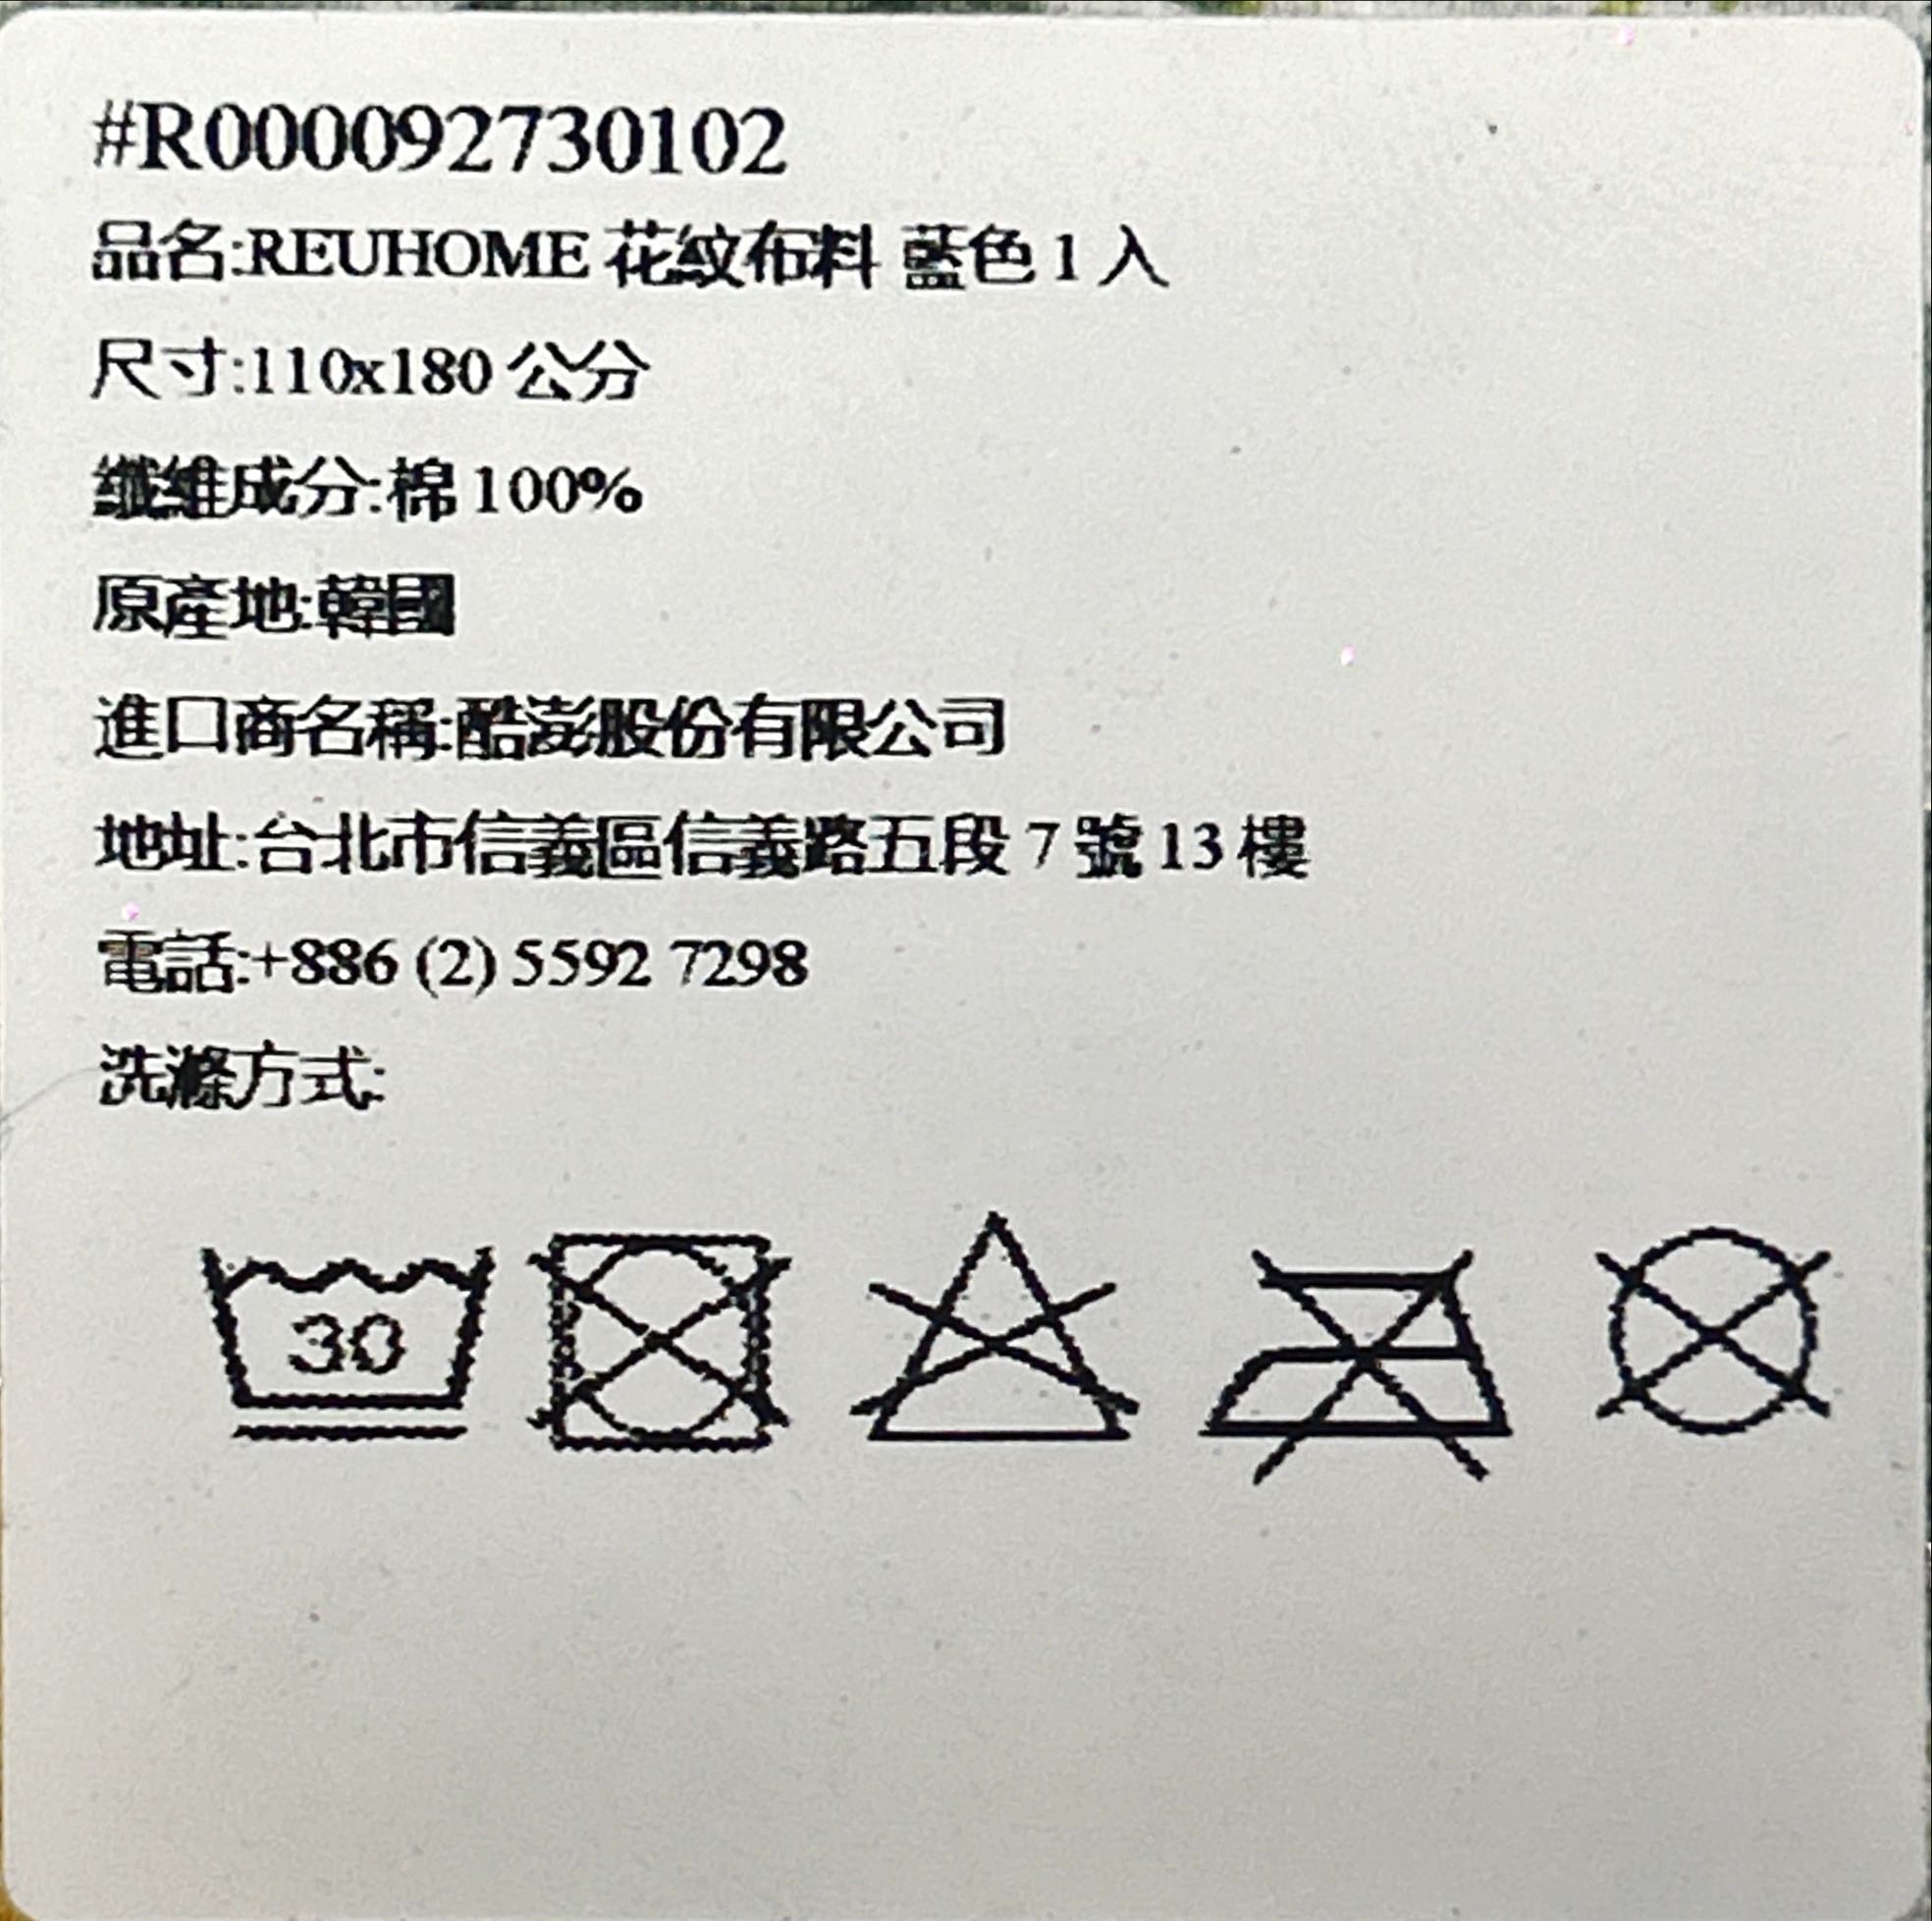 #R000092730102
品名:REUHOME 花紋布料 藍色 1 入
尺寸:110x180 公分
纖維成分:棉 100%
原產地:韓國
進口商名稱:酷澎股份有限公司
地址:台北市信義區信義路五段 7 號 13 樓
電話:+886 (2) 5592 7298
洗滌方式:
30